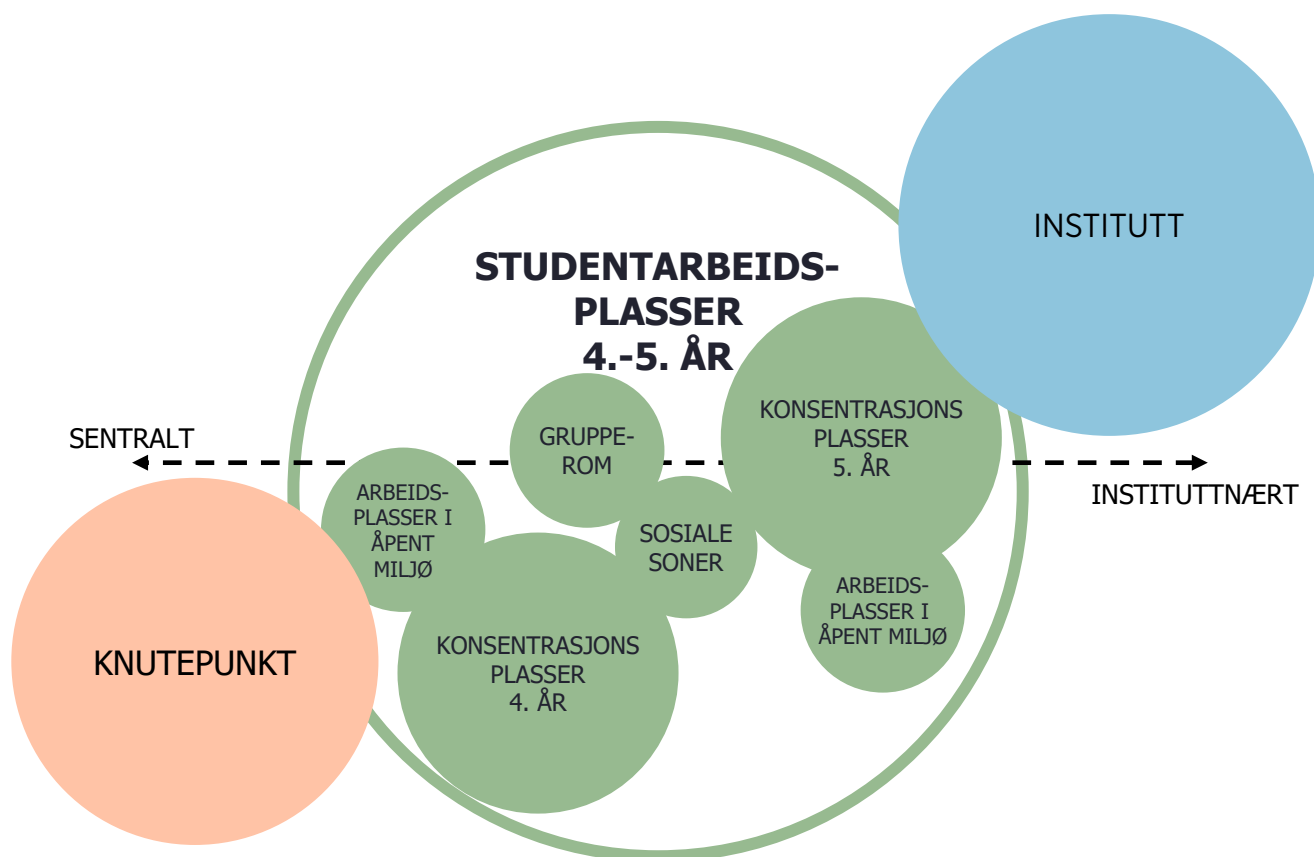 INSTITUTT
STUDENTARBEIDS-
PLASSER
4.-5. ÅR
KONSENTRASJONS
PLASSER
5. ÅR
GRUPPE-
ROM
SENTRALT
INSTITUTTNÆRT
ARBEIDS-
PLASSER I
ÅPENT
MILJØ
SOSIALE
SONER
ARBEIDS-
PLASSER I
ÅPENT MILJØ
KNUTEPUNKT
KONSENTRASJONS
PLASSER
4. ÅR